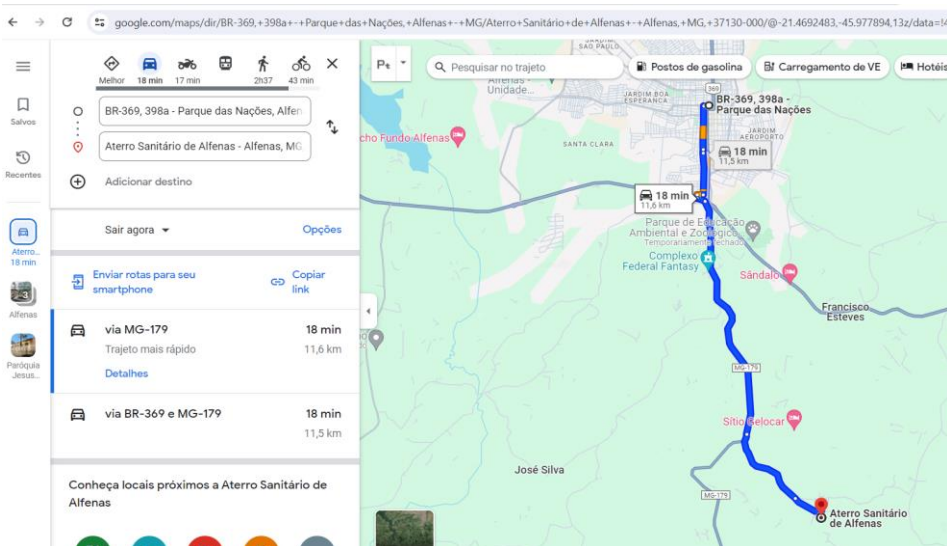 google.com/maps/dir/BR-369,+398a+-+Parque+das+Nações,+Alfenas+-+MG/Aterro+Sanitário+de+Alfenas+-+Alfenas,+MG,+37130-000/@-21.4692483,-45.977894,13z/data=!4
Salvos
Recentes
Aterro...
18 min
3
Alfenas
Paróquia
Jesus...
Melhor
18 min
17 min
2h37
43 min
BR-369, 398a - Parque das Nações, Alfen
Aterro Sanitário de Alfenas - Alfenas, MG
Adicionar destino
Sair agora
Opções
Enviar rotas para seu
smartphone
Copiar
link
via MG-179
18 min
Trajeto mais rápido
11,6 km
Detalhes
via BR-369 e MG-179
18 min
11,5 km
Conheça locais próximos a Aterro Sanitário de
Alfenas
Pt
Pesquisar no trajeto
Postos de gasolina
Carregamento de VE
Hotéis
JARDIM
SAO PAULO
Alfenas -
Unidade...
JARDIM BOA
ESPERANCA
369
BR-369, 398a -
Parque das Nações
JARDIM
AEROPORTO
cho Fundo Alfenas
SANTA CLARA
18 min
11,5 km
18 min
11,6 km
Parque de Educação
Ambiental e Zoológico
Temporariamente fechado
Complexo
Federal Fantasy
Sândalo
Francisco
Esteves
MG-179
Sítio Belocar
José Silva
MG-179
Aterro Sanitário
de Alfenas